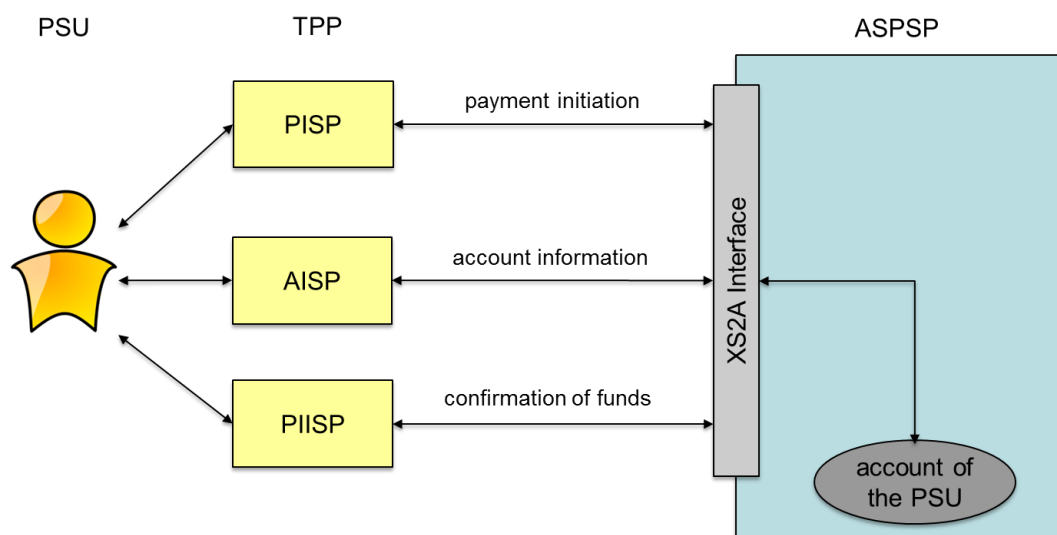 PSU
TPP
ASPSP
PISP
payment initiation
AISP
account information
PIISP
confirmation of funds
XS2A Interface
account of
the PSU